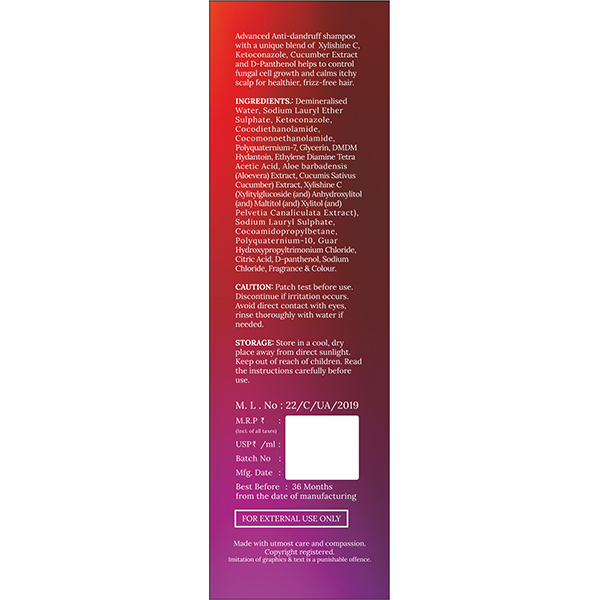 Advanced Anti-dandruff shampoo
with a unique blend of Xylishine C,
Ketoconazole, Cucumber Extract
and D-Panthenol helps to control
fungal cell growth and calms itchy
scalp for healthier, frizz-free hair.
INGREDIENTS.: Demineralised
Water, Sodium Lauryl Ether
Sulphate, Ketoconazole,
Cocodiethanolamide,
Cocomonoethanolamide,
Polyquaternium-7, Glycerin, DMDM
Hydantoin, Ethylene Diamine Tetra
Acetic Acid, Aloe barbadensis
(Aloevera) Extract, Cucumis Sativus
Cucumber) Extract, Xylishine C
(Xylitylglucoside (and) Anhydroxylitol
(and) Maltitol (and) Xylitol (and)
Pelvetia Canaliculata Extract),
Sodium Lauryl Sulphate,
Cocoamidopropylbetane,
Polyquaternium-10, Guar
Hydroxypropyltrimonium Chloride,
Citric Acid, D-panthenol, Sodium
Chloride, Fragrance & Colour.
CAUTION: Patch test before use.
Discontinue if irritation occurs.
Avoid direct contact with eyes,
rinse thoroughly with water if
needed.
STORAGE: Store in a cool, dry
place away from direct sunlight.
Keep out of reach of children. Read
the instructions carefully before
use.
M. L . No : 22/C/UA/2019
M.R.P ₹ :
(Incl. of all taxes)
USP₹ /ml :
Batch No :
Mfg. Date :
Best Before : 36 Months
from the date of manufacturing
FOR EXTERNAL USE ONLY
Made with utmost care and compassion.
Copyright registered.
Imitation of graphics & text is a punishable offence.